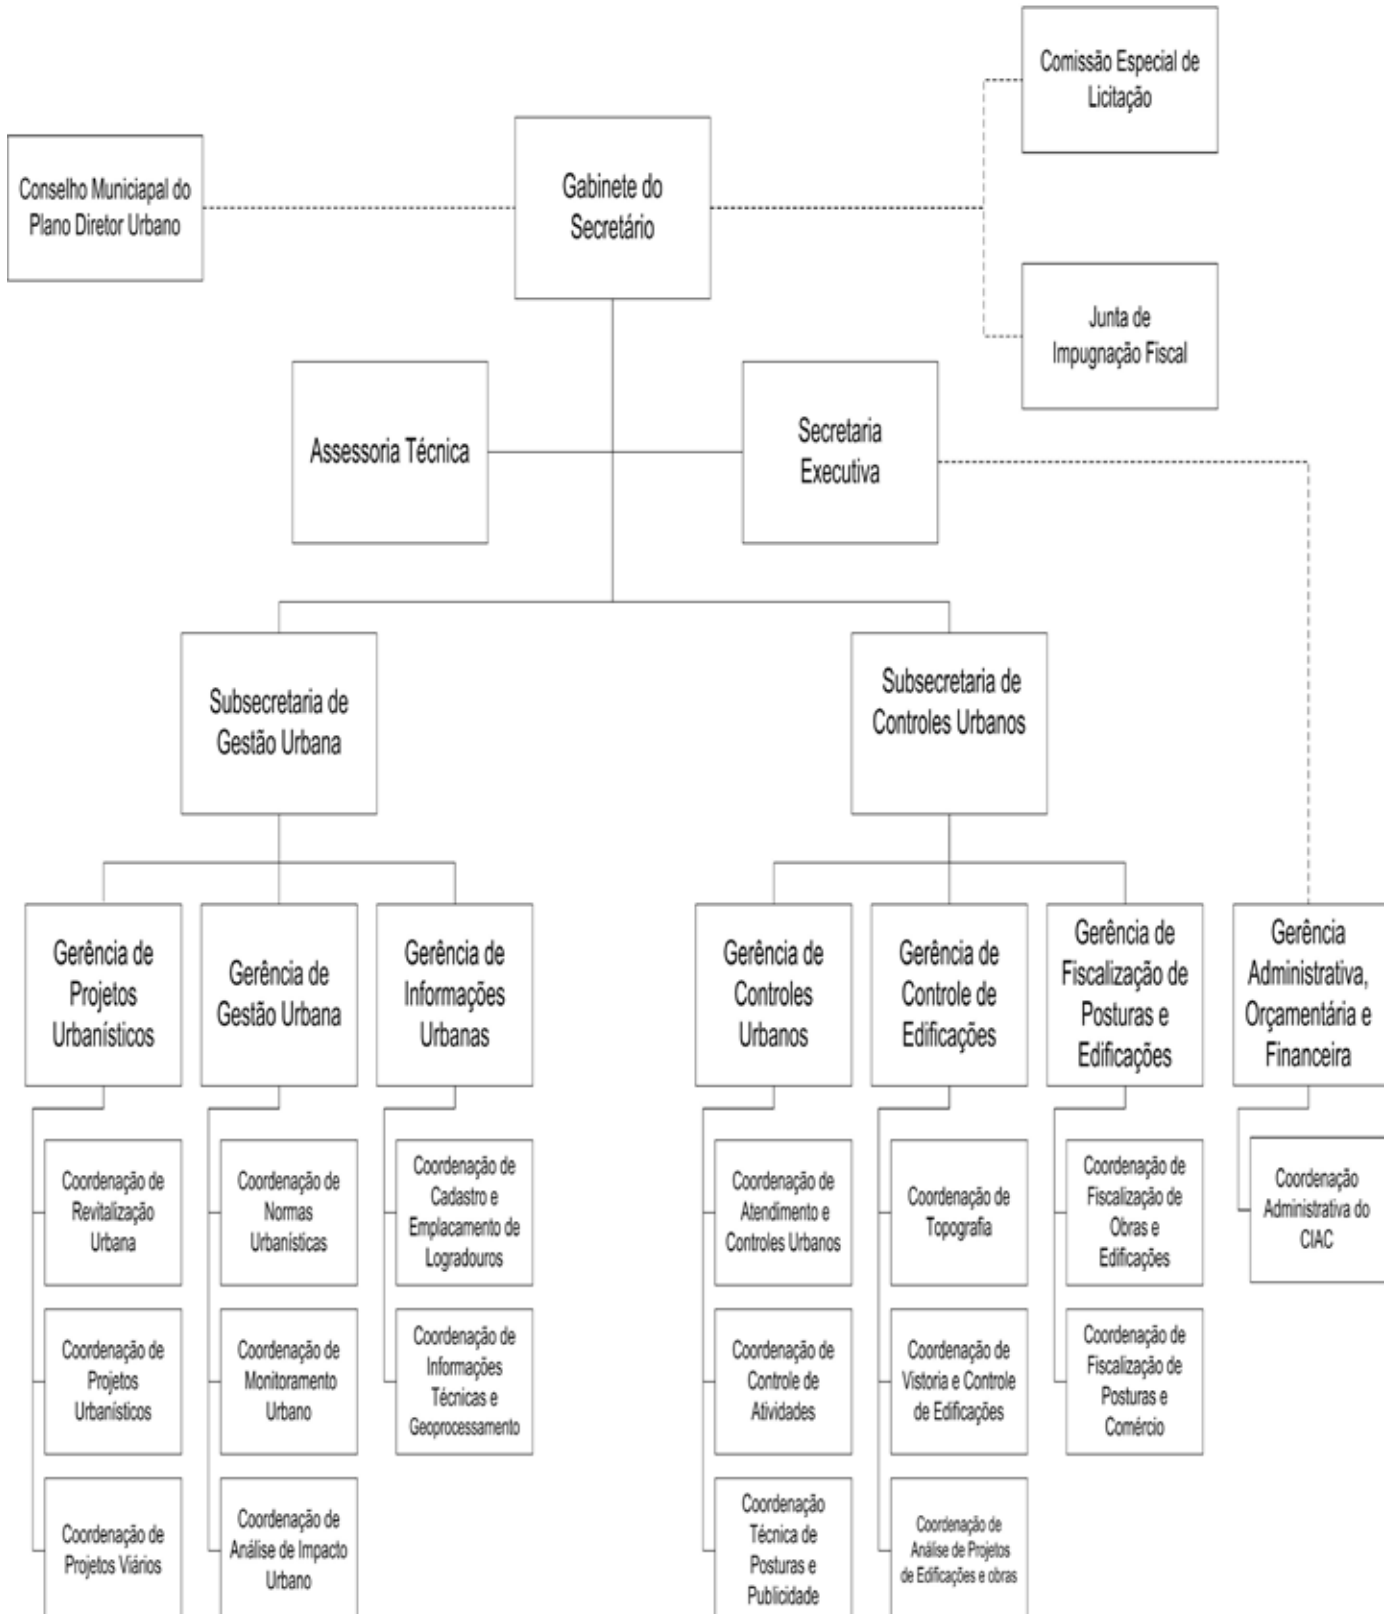 Comissão Especial de
Licitação
Conselho Municiapal do
Plano Diretor Urbano
Gabinete do
Secretário
Junta de
Impugnação Fiscal
Assessoria Técnica
Secretaria
Executiva
Subsecretaria de
Gestão Urbana
Subsecretaria de
Controles Urbanos
Gerência de
Projetos
Urbanísticos
Gerência de
Gestão Urbana
Gerência de
Informações
Urbanas
Gerência de
Controles
Urbanos
Gerência de
Controle de
Edificações
Gerência de
Fiscalização de
Posturas e
Edificações
Gerência
Administrativa,
Orçamentária e
Financeira
Coordenação de
Revitalização
Urbana
Coordenação de
Normas
Urbanísticas
Coordenação de
Cadastro e
Emplacamento de
Logradouros
Coordenação de
Atendimento e
Controles Urbanos
Coordenação de
Topografia
Coordenação de
Fiscalização de
Obras e
Edificações
Coordenação
Administrativa do
CIAC
Coordenação de
Projetos
Urbanísticos
Coordenação de
Monitoramento
Urbano
Coordenação de
Informações
Técnicas e
Geoprocessamento
Coordenação de
Controle de
Atividades
Coordenação de
Vistoria e Controle
de Edificações
Coordenação de
Fiscalização de
Posturas e
Comércio
Coordenação de
Projetos Viários
Coordenação de
Análise de Impacto
Urbano
Coordenação
Técnica de
Posturas e
Publicidade
Coordenação de
Análise de Projetos
de Edificações e obras